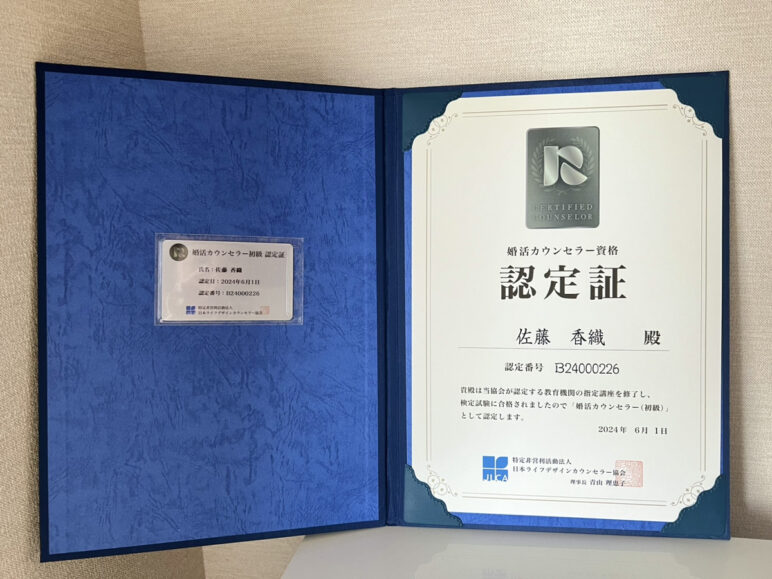 婚活カウンセラー初級 認定証
氏名：佐藤 香織
認定日：2024年6月1日
認定番号：B24000226
特定非営利活動法人
日本ライフデザインカウンセラー協会
CERTIFIED
COUNSELOR
婚活カウンセラー資格
認定証
佐藤 香織 殿
認定番号 B24000226
貴殿は当協会が認定する教育機関の指定講座を修了し、
検定試験に合格されましたので「婚活カウンセラー（初級）」
として認定します。
2024年 6月 1日
JLCA
特定非営利活動法人
日本ライフデザインカウンセラー協会
理事長 青山 理恵子